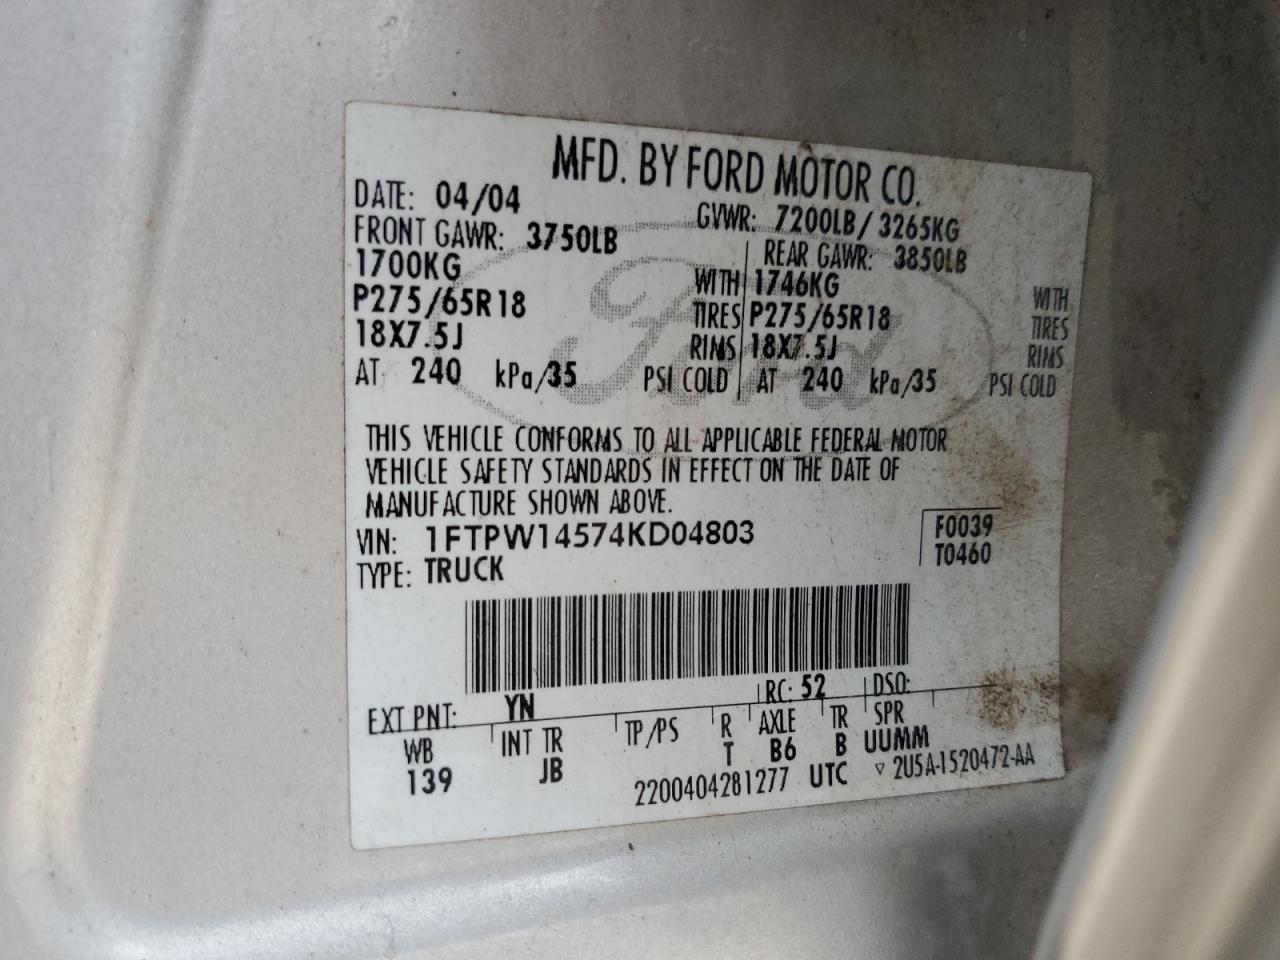 MFD. BY FORD MOTOR CO.
DATE: 04/04 GVWR: 7200LB/ 3265KG
FRONT GAWR: 3750LB REAR GAWR: 3850LB
1700KG WITH 1746KG WITH
P275/65R18 TIRES P275/65R18 TIRES
18X7.5J RIMS 18X7.5J RIMS
AT 240 kPa/35 PSI COLD AT 240 kPa/35 PSI COLD
Ford
THIS VEHICLE CONFORMS TO ALL APPLICABLE FEDERAL MOTOR
VEHICLE SAFETY STANDARDS IN EFFECT ON THE DATE OF
MANUFACTURE SHOWN ABOVE.
VIN: 1FTPW14574KD04803 F0039
TYPE: TRUCK T0460
EXT PNT: YN RC: 52 DSO:
WB INT TR TP/PS R AXLE TR SPR
139 JB T B6 B UUMM
2200404281277 UTC ▽ 2U5A-1520472-AA